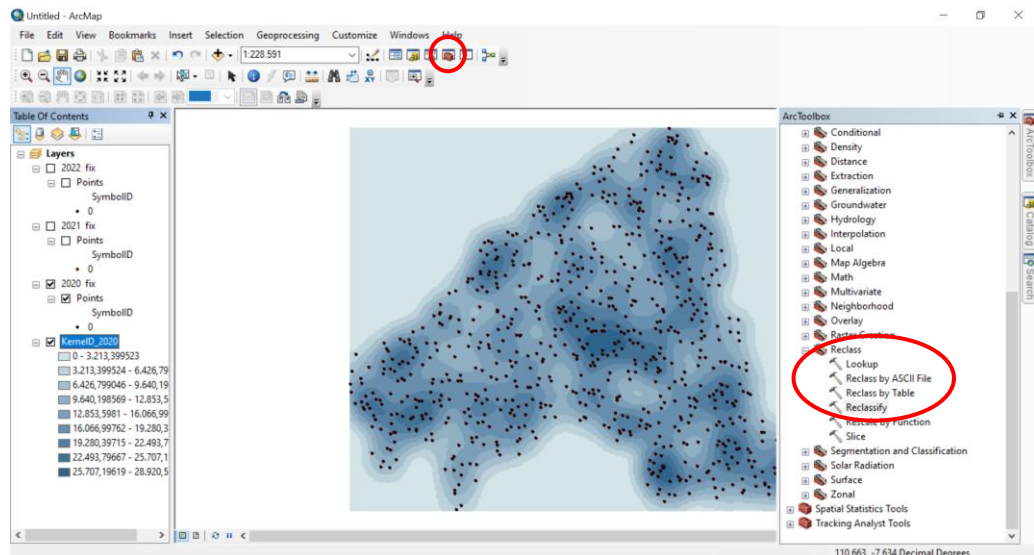 Untitled - ArcMap
File Edit View Bookmarks Insert Selection Geoprocessing Customize Windows Help
1:228.591
Table Of Contents
Layers
2022 fix
Points
SymbolID
0
2021 fix
Points
SymbolID
0
2020 fix
Points
SymbolID
0
KernelD_2020
0 - 3.213,399523
3.213,399524 - 6.426,79
6.426,799046 - 9.640,19
9.640,198569 - 12.853,5
12.853,5981 - 16.066,99
16.066,99762 - 19.280,3
19.280,39715 - 22.493,7
22.493,79667 - 25.707,1
25.707,19619 - 28.920,5
ArcToolbox
Conditional
Density
Distance
Extraction
Generalization
Groundwater
Hydrology
Interpolation
Local
Map Algebra
Math
Multivariate
Neighborhood
Overlay
Raster Creation
Reclass
Lookup
Reclass by ASCII File
Reclass by Table
Reclassify
Rescale by Function
Slice
Segmentation and Classification
Solar Radiation
Surface
Zonal
Spatial Statistics Tools
Tracking Analyst Tools
ArcToolbox
Catalog
Search
110,663 -7,634 Decimal Degrees